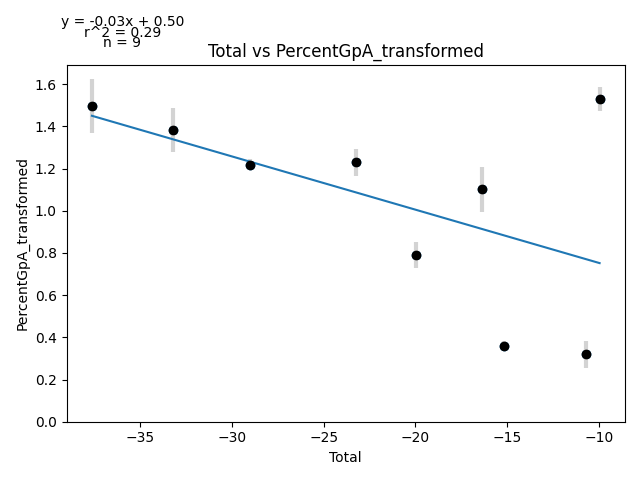 y = -0.03x + 0.50
r^2 = 0.29
n = 9
Total vs PercentGpA_transformed
PercentGpA_transformed
1.6
1.4
1.2
1.0
0.8
0.6
0.4
0.2
0.0
−35
−30
−25
−20
−15
−10
Total